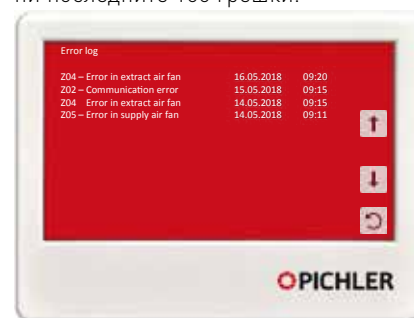 Error log
Z04 – Error in extract air fan 16.05.2018 09:20
Z02 – Communication error 15.05.2018 09:15
Z04 Error in extract air fan 14.05.2018 09:15
Z05 – Error in supply air fan 14.05.2018 09:11
PICHLER